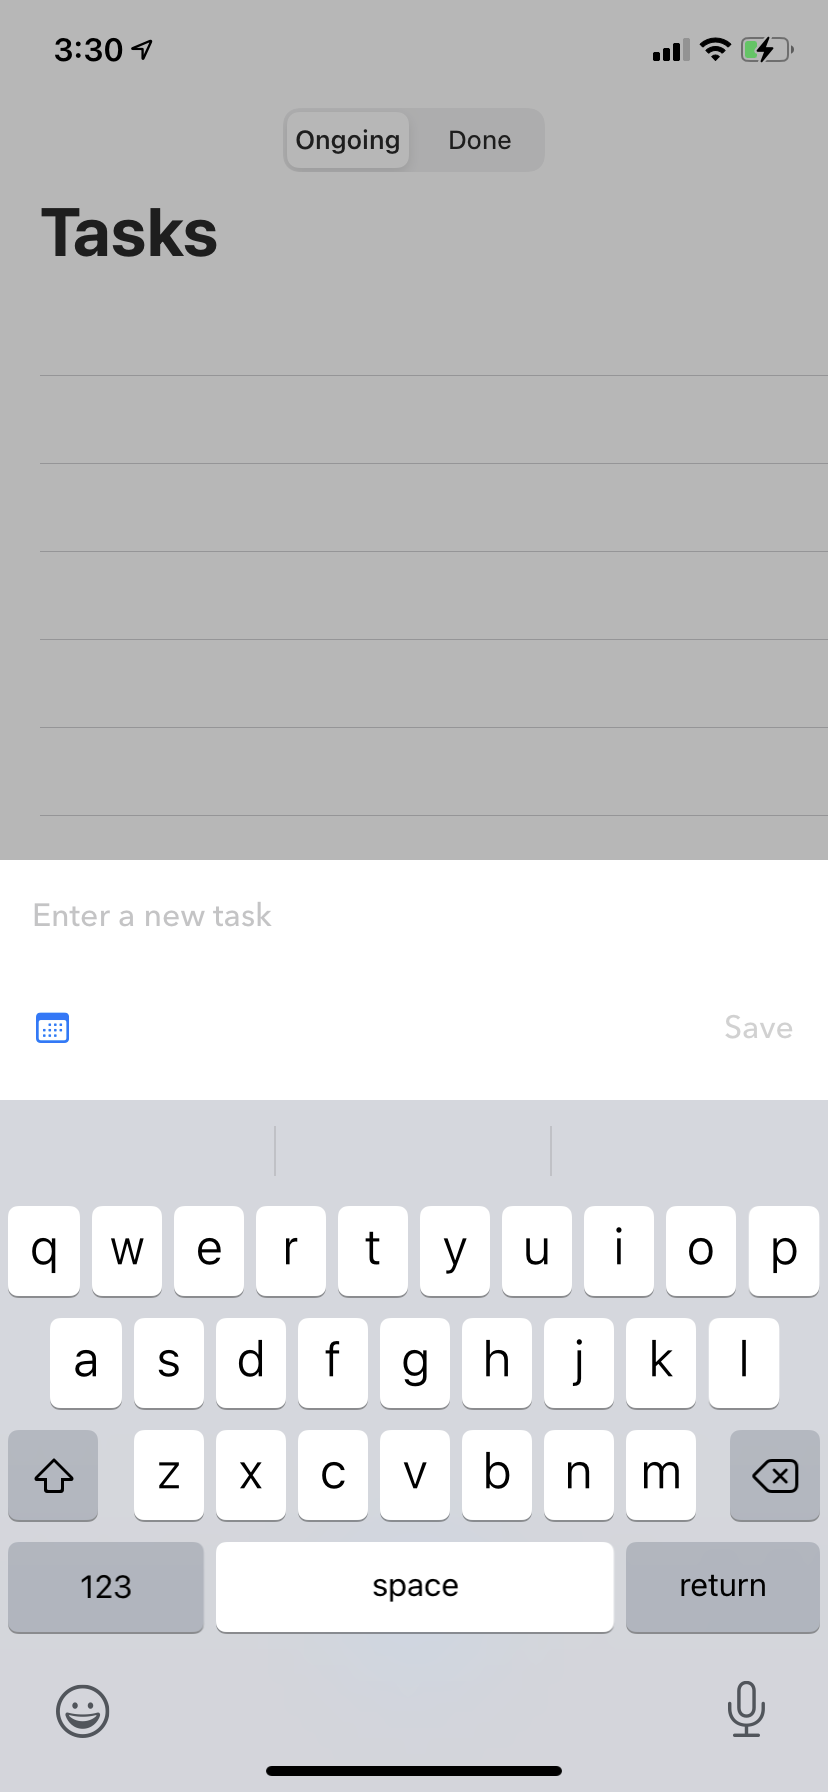 3:30
Ongoing Done
Tasks
Enter a new task
Save
q w e r t y u i o p
a s d f g h j k l
z x c v b n m
123 space return